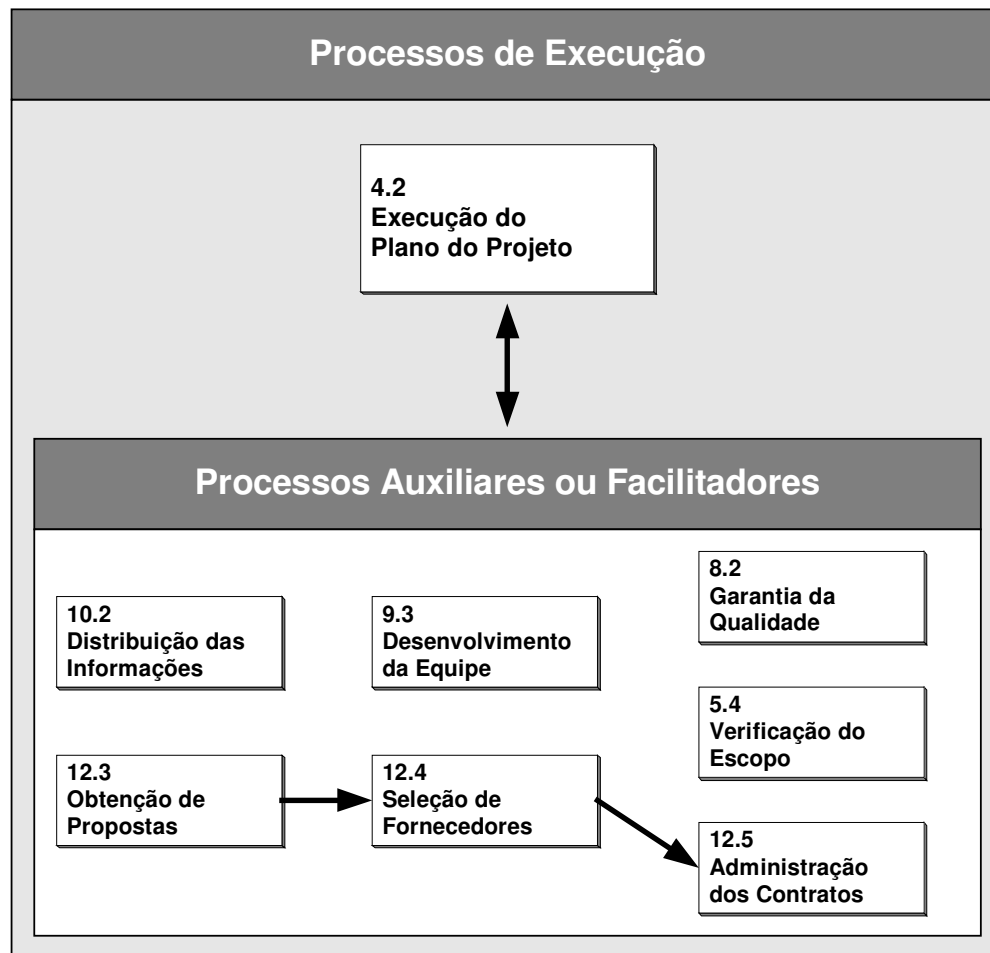 Processos de Execução
4.2
Execução do
Plano do Projeto
Processos Auxiliares ou Facilitadores
10.2
Distribuição das
Informações
9.3
Desenvolvimento
da Equipe
8.2
Garantia da
Qualidade
5.4
Verificação do
Escopo
12.3
Obtenção de
Propostas
12.4
Seleção de
Fornecedores
12.5
Administração
dos Contratos